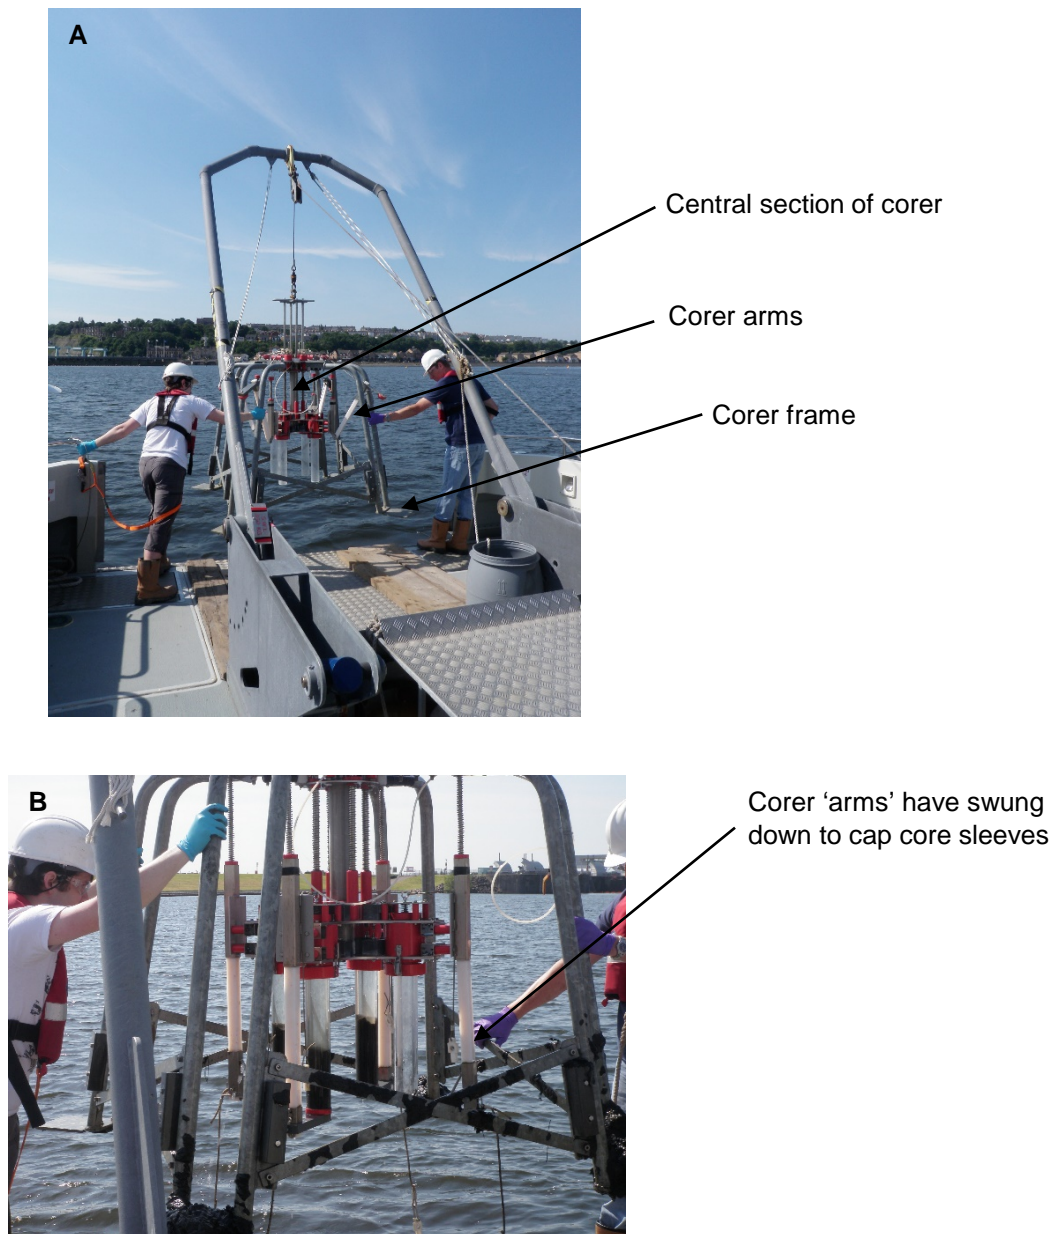 A
Central section of corer
Corer arms
Corer frame
B
Corer ‘arms’ have swung
down to cap core sleeves